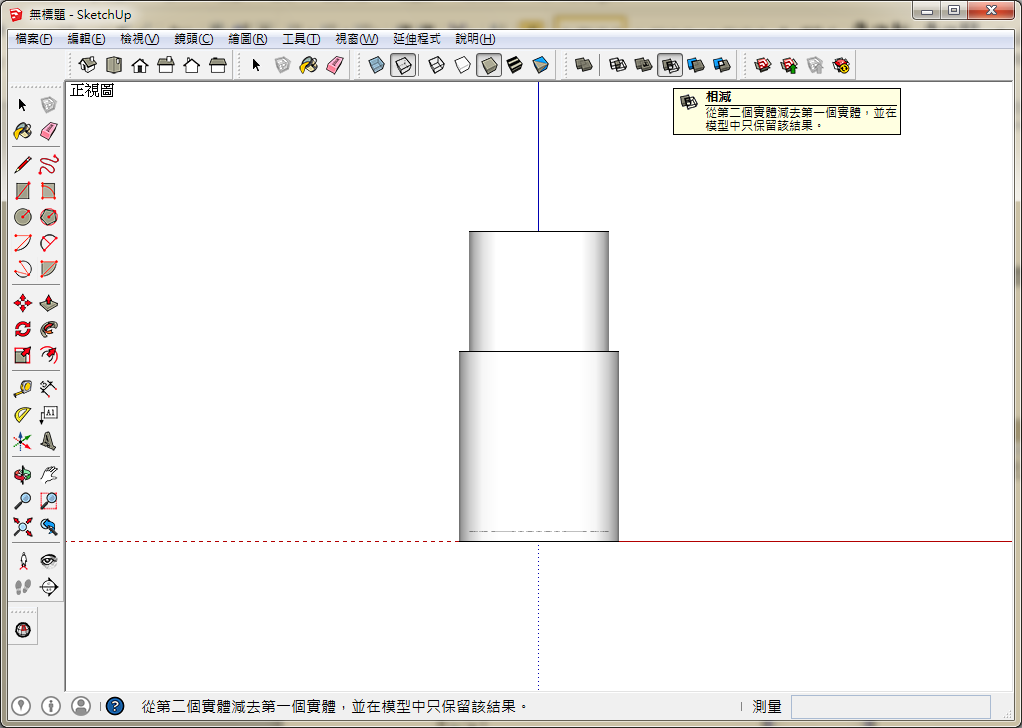 無標題 - SketchUp
檔案(F) 編輯(E) 檢視(V) 鏡頭(C) 繪圖(R) 工具(T) 視窗(W) 延伸程式 說明(H)
正視圖
相減
從第二個實體減去第一個實體，並在
模型中只保留該結果。
A1
從第二個實體減去第一個實體，並在模型中只保留該結果。
測量